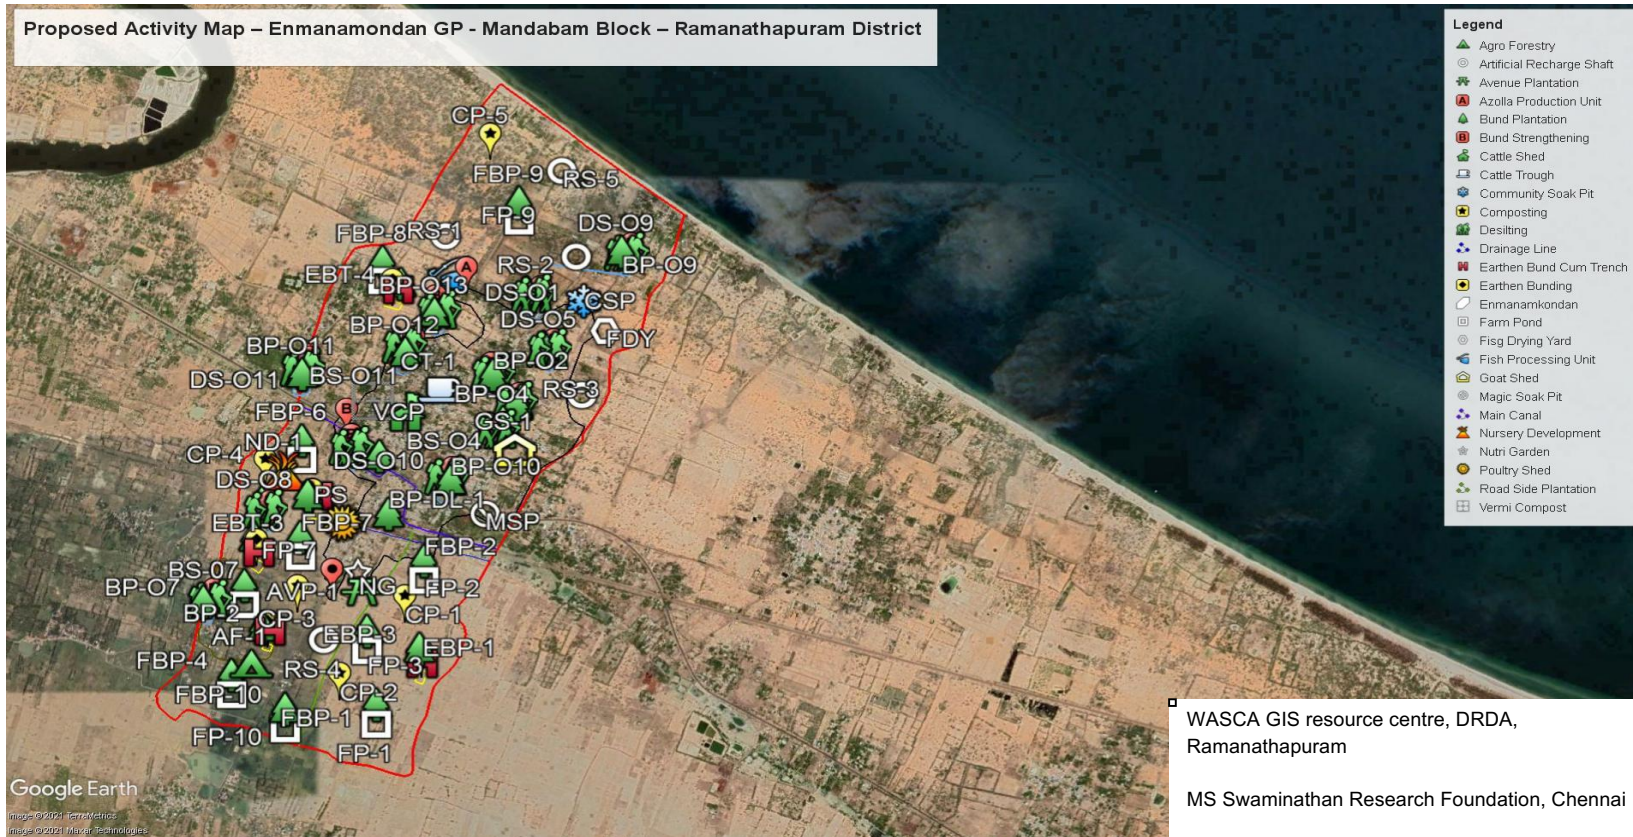 Proposed Activity Map – Enmanamondan GP - Mandabam Block – Ramanathapuram District
Legend
Agro Forestry
Artificial Recharge Shaft
Avenue Plantation
A Azolla Production Unit
Bund Plantation
B Bund Strengthening
Cattle Shed
Cattle Trough
Community Soak Pit
Composting
Desilting
Drainage Line
Earthen Bund Cum Trench
Earthen Bunding
Enmanamkondan
Farm Pond
Fisg Drying Yard
Fish Processing Unit
Goat Shed
Magic Soak Pit
Main Canal
Nursery Development
Nutri Garden
Poultry Shed
Road Side Plantation
Vermi Compost
CP-5
FBP-9
RS-5
FP-9
DS-O9
FBP-8
RS-1
EBT-4
A
RS-2
BP-O9
BP-O13
DS-O1
CSP
BP-O12
DS-O5
FDY
BP-O11
CT-1
BP-O2
DS-O11
BS-O11
BP-O4
RS-3
FBP-6
B
VCP
GS-1
ND-1
BS-O4
CP-4
DS-O10
BP-O10
DS-O8
PS
BP-DL-1
EBT-3
FBP-7
MSP
FP-7
FBP-2
BS-07
BP-O7
AVP-1
NG
FP-2
BP-2
CP-3
CP-1
AF-1
EBP-3
EBP-1
FBP-4
RS-4
FP-3
FBP-10
CP-2
FBP-1
FP-10
FP-1
WASCA GIS resource centre, DRDA,
Ramanathapuram
MS Swaminathan Research Foundation, Chennai
Google Earth
Image © 2021 TerraMetrics
Image © 2021 Maxar Technologies